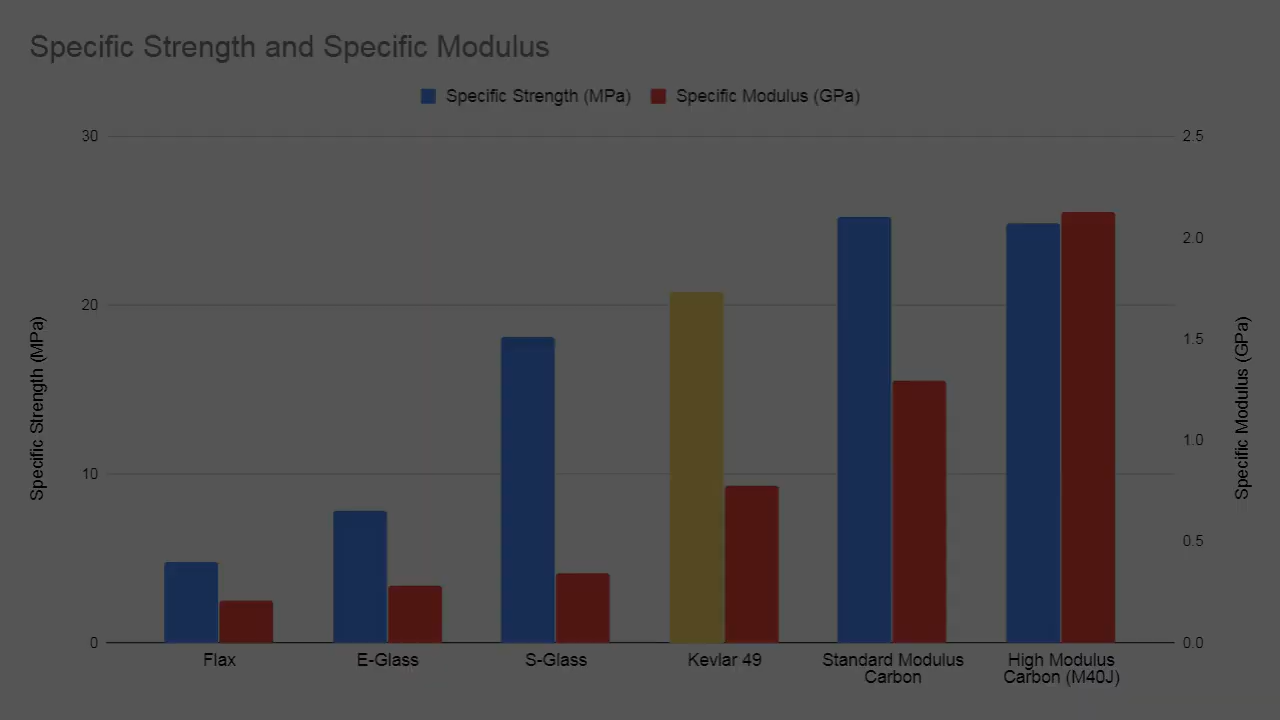 Specific Strength and Specific Modulus
Specific Strength (MPa)
Specific Modulus (GPa)
30
20
10
0
2.5
2.0
1.5
1.0
0.5
0.0
Specific Strength (MPa)
Specific Modulus (GPa)
Flax
E-Glass
S-Glass
Kevlar 49
Standard Modulus
Carbon
High Modulus
Carbon (M40J)